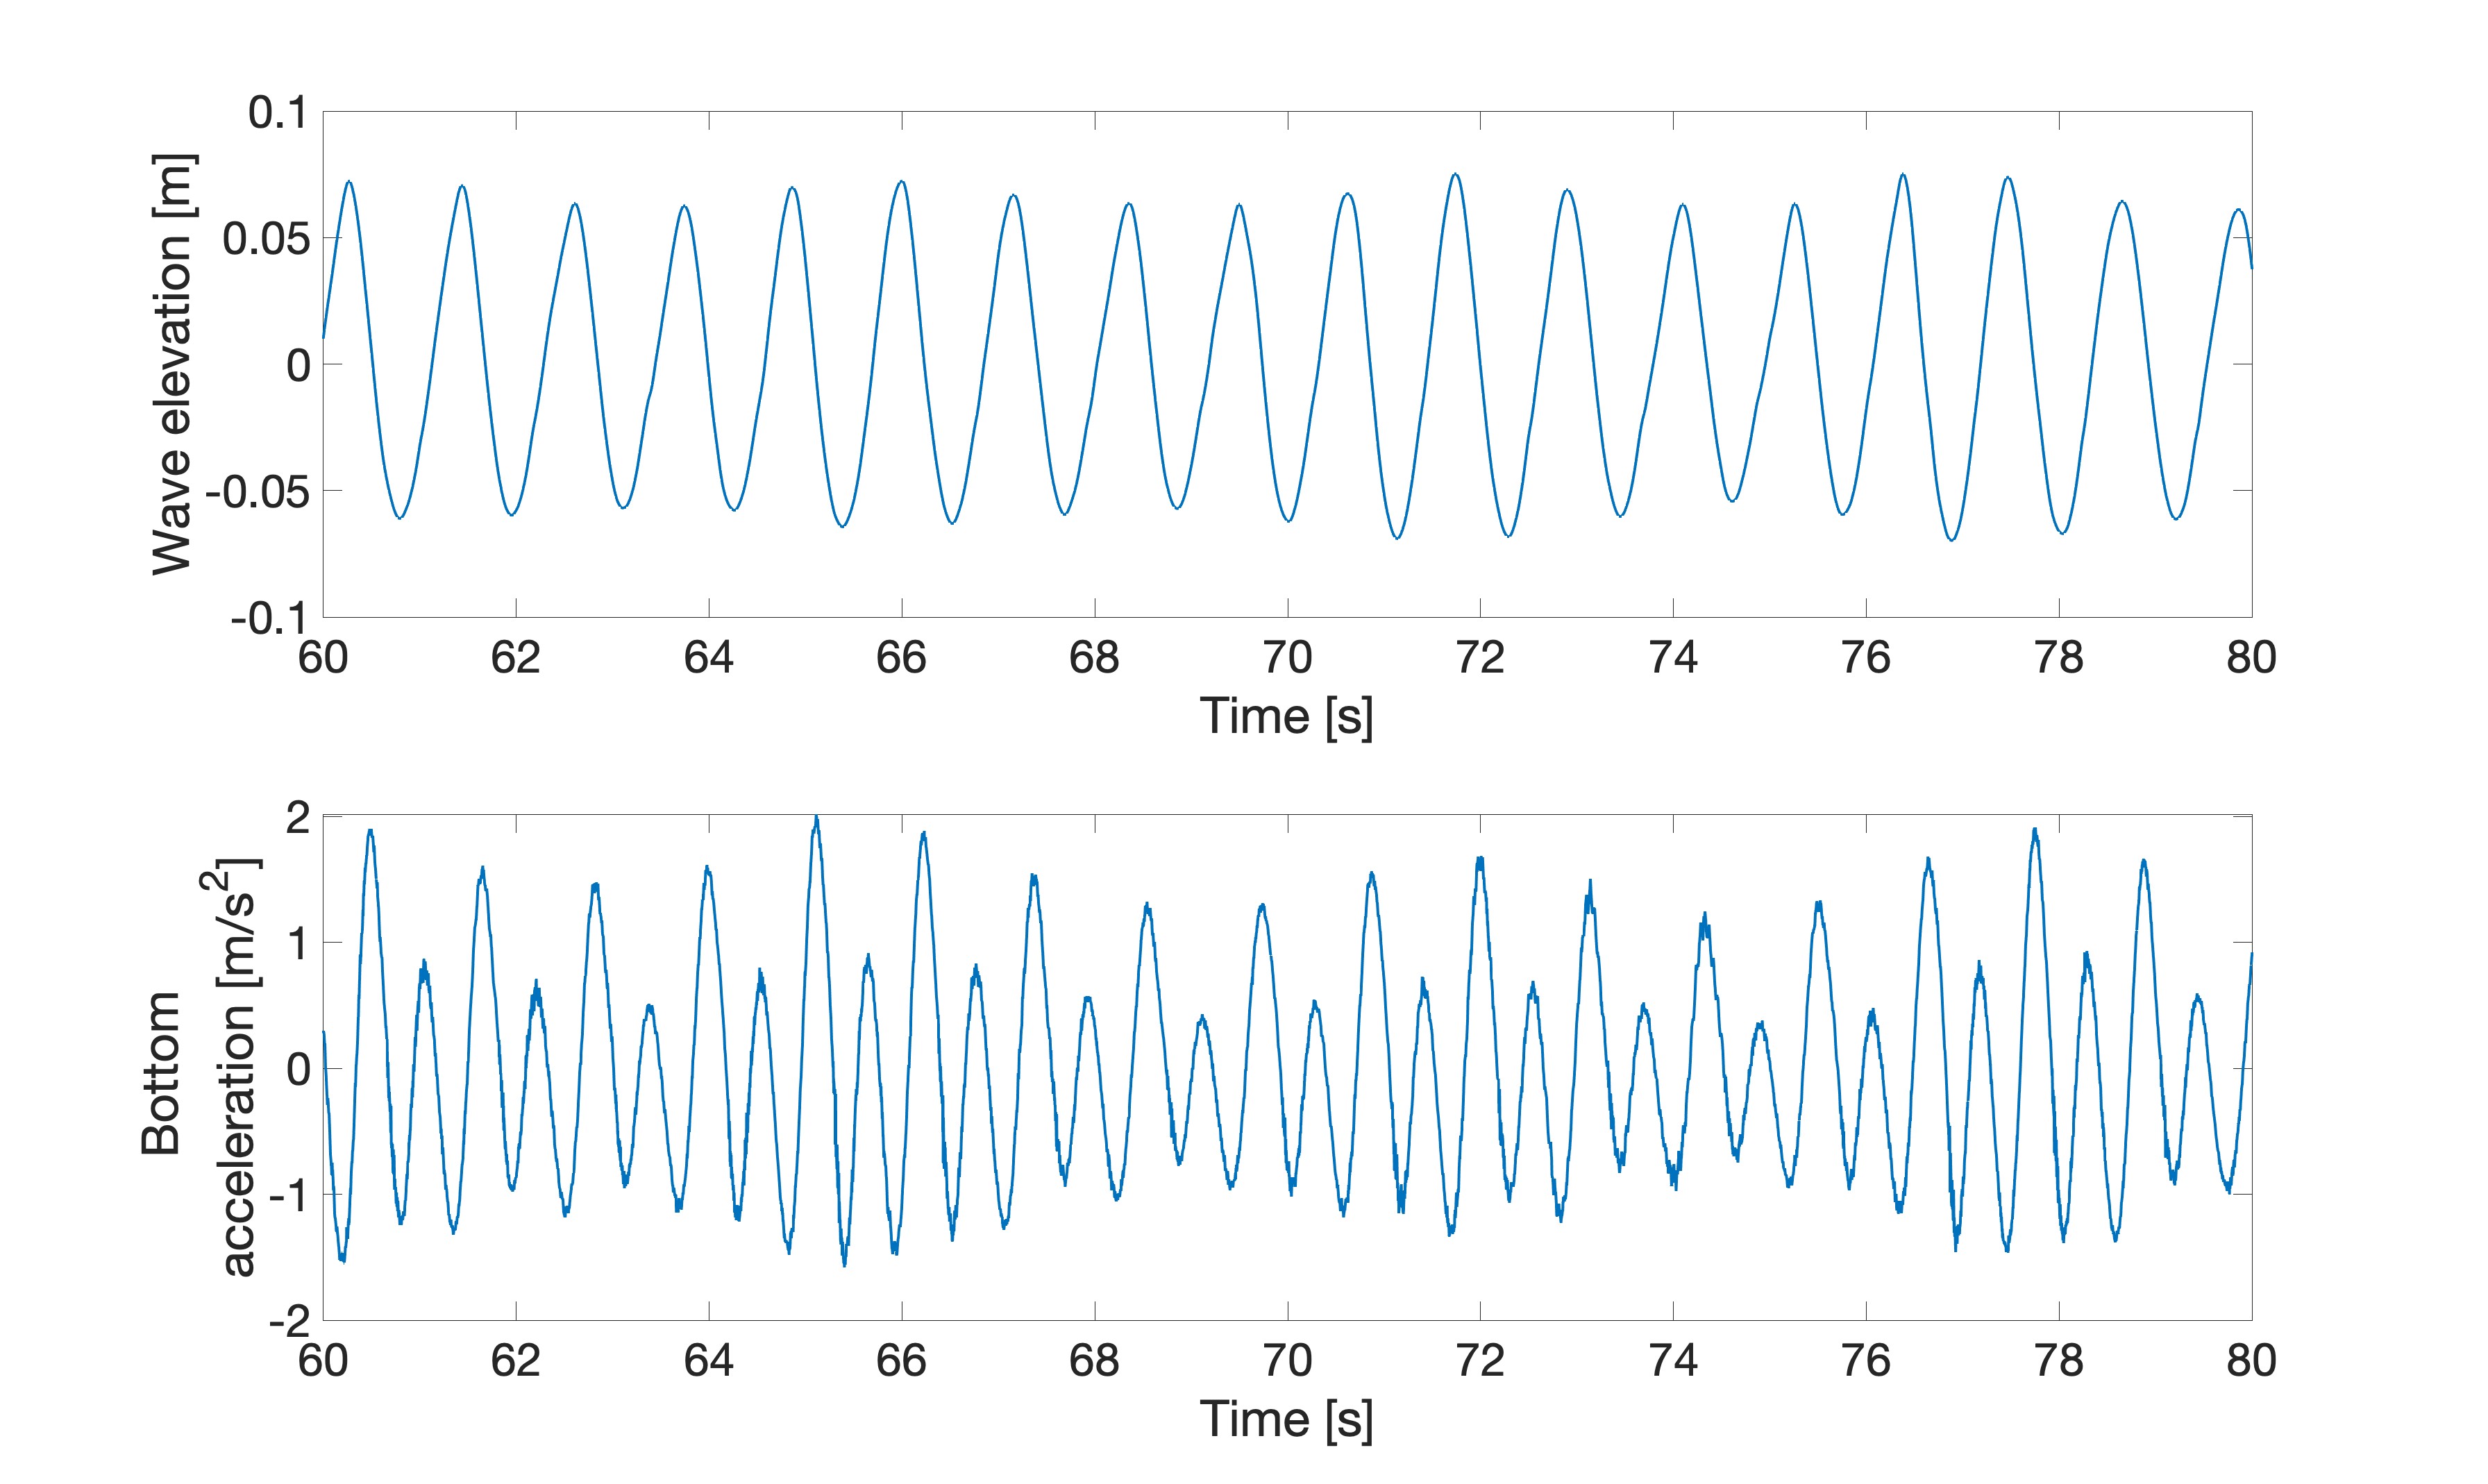 Wave elevation [m]
0.1
0.05
0
-0.05
-0.1
60 62 64 66 68 70 72 74 76 78 80
Time [s]
Bottom
acceleration [m/s²]
2
1
0
-1
-2
60 62 64 66 68 70 72 74 76 78 80
Time [s]